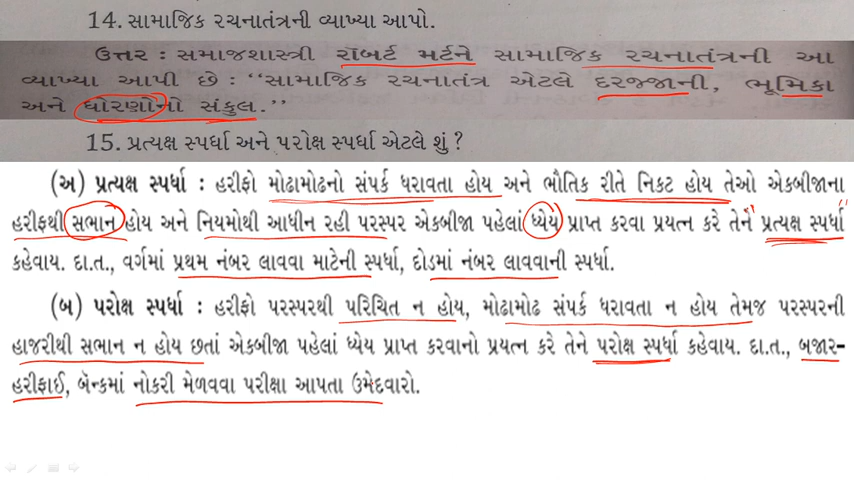 14. સામાજિક રચનાતંત્રની વ્યાખ્યા આપો.
ઉત્તર : સમાજશાસ્ત્રી રૉબર્ટ મર્ટને સામાજિક રચનાતંત્રની આ
વ્યાખ્યા આપી છે : “સામાજિક રચનાતંત્ર એટલે દરજ્જાની, ભૂમિકા
અને ધોરણોનો સંકુલ.”
15. પ્રત્યક્ષ સ્પર્ધા અને પરોક્ષ સ્પર્ધા એટલે શું ?
(અ) પ્રત્યક્ષ સ્પર્ધા : હરીફો મોઢામોઢનો સંપર્ક ધરાવતા હોય અને ભૌતિક રીતે નિકટ હોય તેઓ એકબીજાના
હરીફથી સભાન હોય અને નિયમોથી આધીન રહી પરસ્પર એકબીજા પહેલાં ધ્યેય પ્રાપ્ત કરવા પ્રયત્ન કરે તેને પ્રત્યક્ષ સ્પર્ધા
કહેવાય. દા.ત., વર્ગમાં પ્રથમ નંબર લાવવા માટેની સ્પર્ધા, દોડમાં નંબર લાવવાની સ્પર્ધા.
(બ) પરોક્ષ સ્પર્ધા : હરીફો પરસ્પરથી પરિચિત ન હોય, મોઢામોઢ સંપર્ક ધરાવતા ન હોય તેમજ પરસ્પરની
હાજરીથી સભાન ન હોય છતાં એકબીજા પહેલાં ધ્યેય પ્રાપ્ત કરવાનો પ્રયત્ન કરે તેને પરોક્ષ સ્પર્ધા કહેવાય. દા.ત., બજાર-
હરીફાઈ, બૅન્કમાં નોકરી મેળવવા પરીક્ષા આપતા ઉમેદવારો.